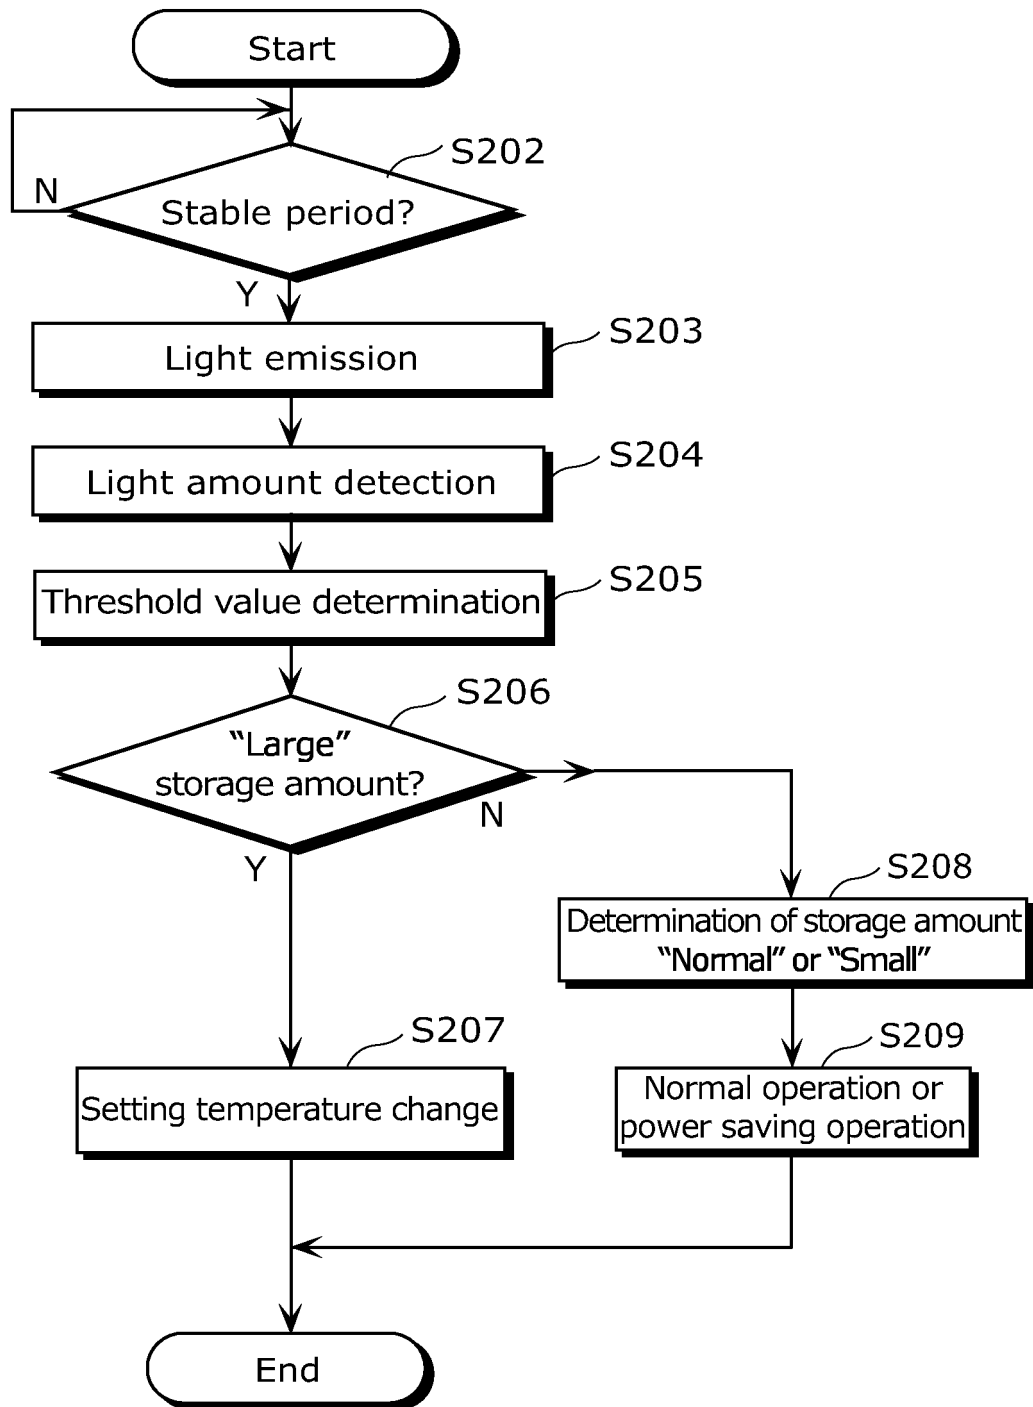 Start
S202
N
Stable period?
Y
S203
Light emission
S204
Light amount detection
S205
Threshold value determination
S206
“Large”
storage amount?
N
Y
S208
Determination of storage amount
“Normal” or “Small”
S207
Setting temperature change
S209
Normal operation or
power saving operation
End